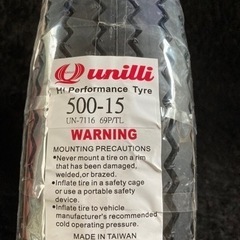 Qunilli
Hi Performance Tyre
500-15
UN-7116 69P/TL
WARNING
MOUNTING PRECAUTIONS
•Never mount a tire on a rim
that has been damaged,
welded,or brazed.
•Inflate tire in a safety cage
or use a portable safety
device.
•Inflate tire to vehicle
manufacturer's recommended
cold operating pressure.
MADE IN TAIWAN